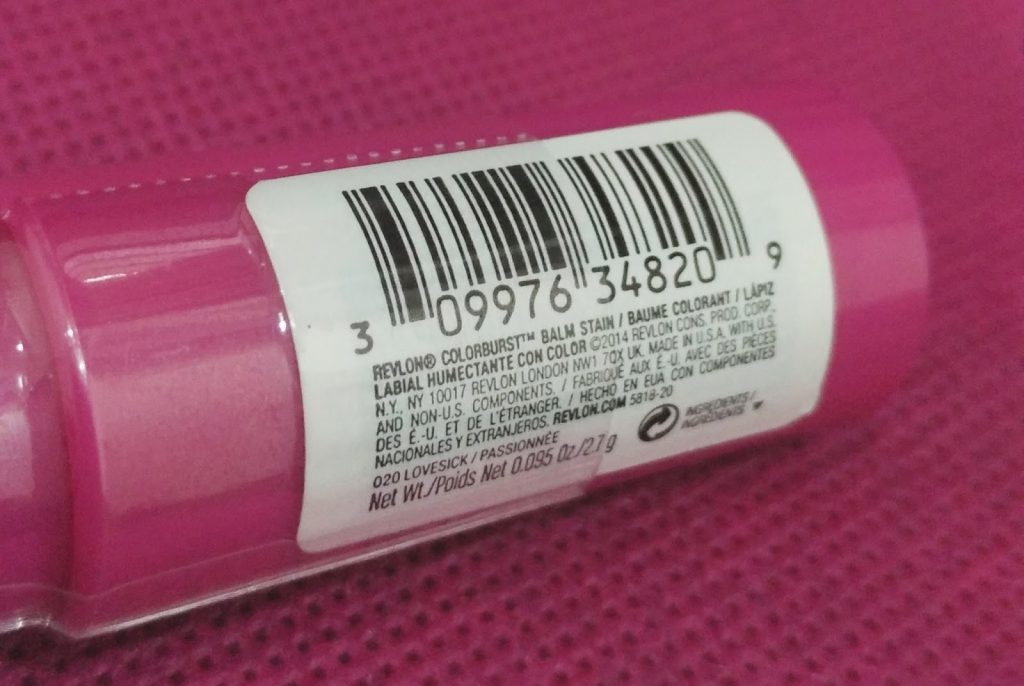 3 09976 34820 9
REVLON® COLORBURST™ BALM STAIN / BAUME COLORANT / LÁPIZ
LABIAL HUMECTANTE CON COLOR ©2014 REVLON CONS. PROD. CORP.,
N.Y., NY 10017 REVLON LONDON NW1 7QX UK. MADE IN U.S.A. WITH U.S.
AND NON-U.S. COMPONENTS. / FABRIQUÉ AUX É.-U. AVEC DES PIÈCES
DES É.-U. ET DE L'ÉTRANGER. / HECHO EN EUA CON COMPONENTES
NACIONALES Y EXTRANJEROS. REVLON.COM 5818-20
020 LOVESICK / PASSIONNÉE
Net Wt./Poids Net 0.095 Oz/2.7 g
INGREDIENTS /
INGRÉDIENTS